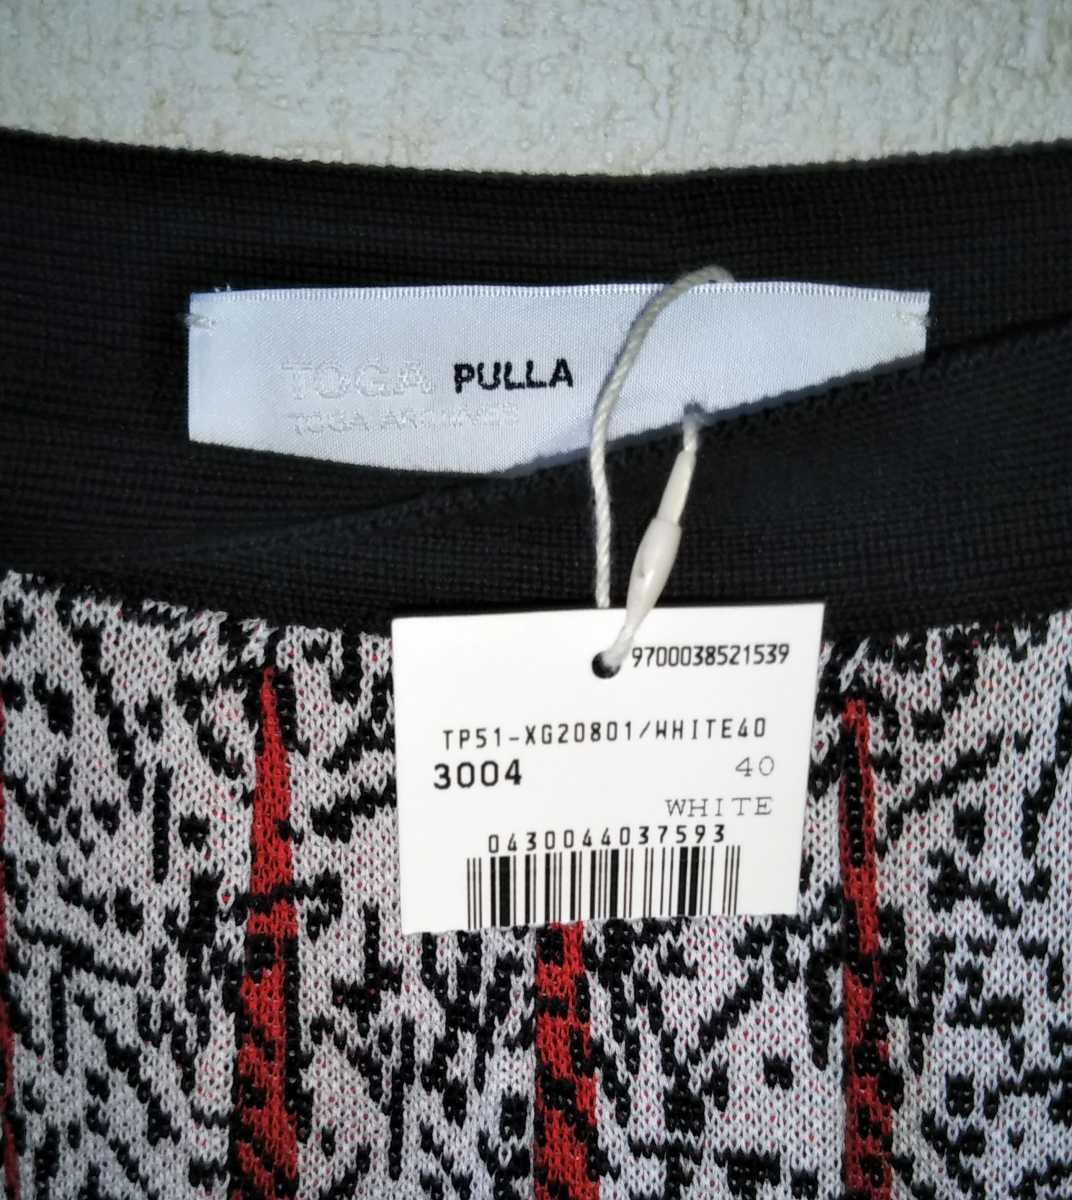 TOGA PULLA
TOGA ARCHIVES
9700038521539
TP51-XG20801/WHITE40
3004 40
WHITE
0430044037593